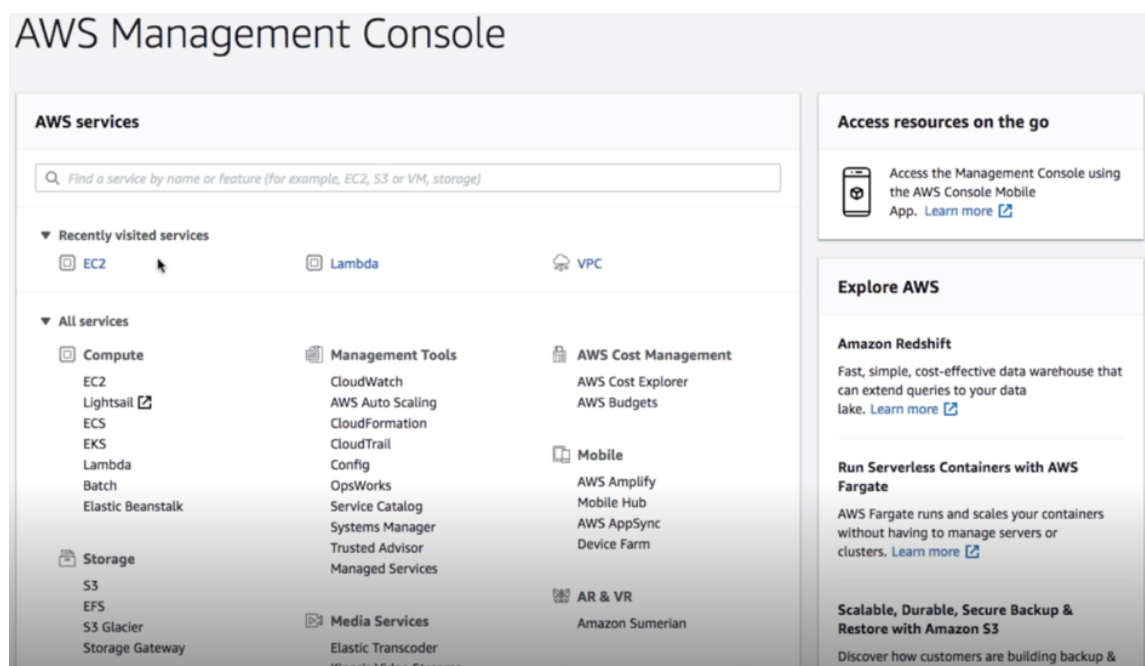 AWS Management Console
AWS services
Find a service by name or feature (for example, EC2, S3 or VM, storage)
Recently visited services
EC2
Lambda
VPC
All services
Compute
EC2
Lightsail
ECS
EKS
Lambda
Batch
Elastic Beanstalk
Storage
S3
EFS
S3 Glacier
Storage Gateway
Management Tools
CloudWatch
AWS Auto Scaling
CloudFormation
CloudTrail
Config
OpsWorks
Service Catalog
Systems Manager
Trusted Advisor
Managed Services
Media Services
Elastic Transcoder
Kinesis Video Streams
AWS Cost Management
AWS Cost Explorer
AWS Budgets
Mobile
AWS Amplify
Mobile Hub
AWS AppSync
Device Farm
AR & VR
Amazon Sumerian
Access resources on the go
Access the Management Console using
the AWS Console Mobile
App. Learn more
Explore AWS
Amazon Redshift
Fast, simple, cost-effective data warehouse that
can extend queries to your data
lake. Learn more
Run Serverless Containers with AWS
Fargate
AWS Fargate runs and scales your containers
without having to manage servers or
clusters. Learn more
Scalable, Durable, Secure Backup &
Restore with Amazon S3
Discover how customers are building backup &